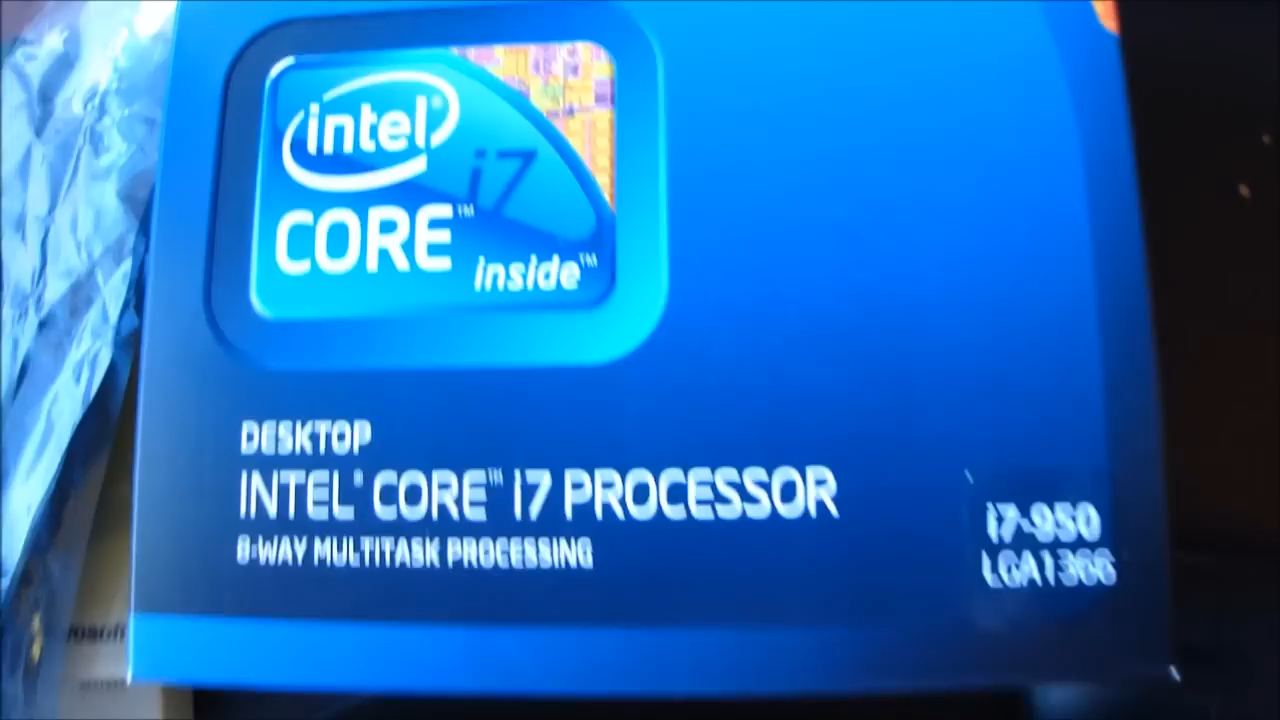 intel®
i7
CORE™
inside™
DESKTOP
INTEL® CORE™ i7 PROCESSOR
8-WAY MULTITASK PROCESSING
i7-950
LGA1366